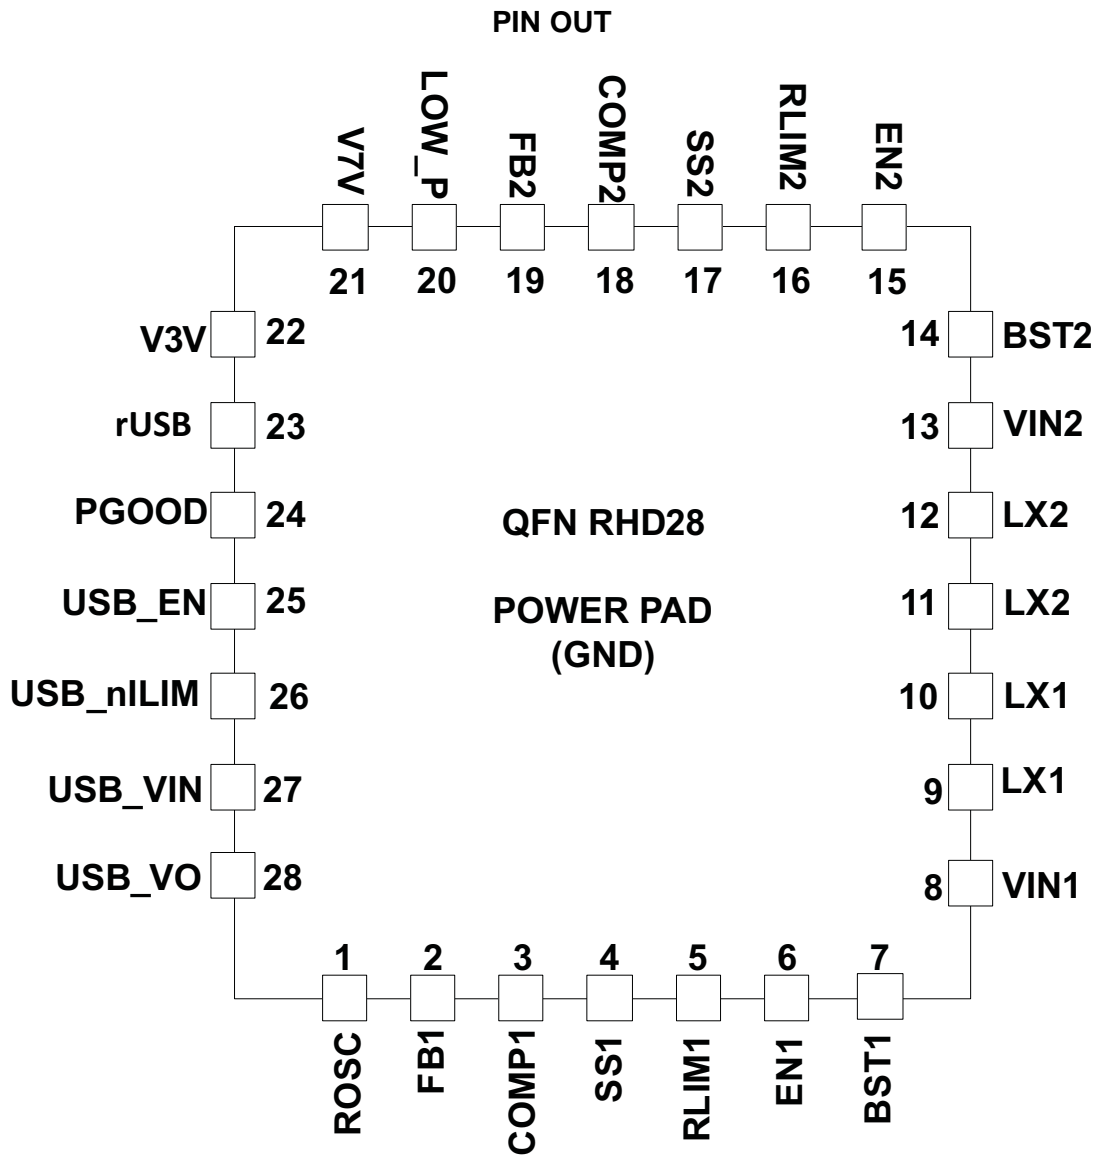 PIN OUT
V7V
LOW_P
FB2
COMP2
SS2
RLIM2
EN2
21
20
19
18
17
16
15
V3V
22
14
BST2
rUSB
23
13
VIN2
PGOOD
24
QFN RHD28
12
LX2
USB_EN
25
POWER PAD
(GND)
11
LX2
USB_nILIM
26
10
LX1
USB_VIN
27
9
LX1
USB_VO
28
8
VIN1
1
2
3
4
5
6
7
ROSC
FB1
COMP1
SS1
RLIM1
EN1
BST1